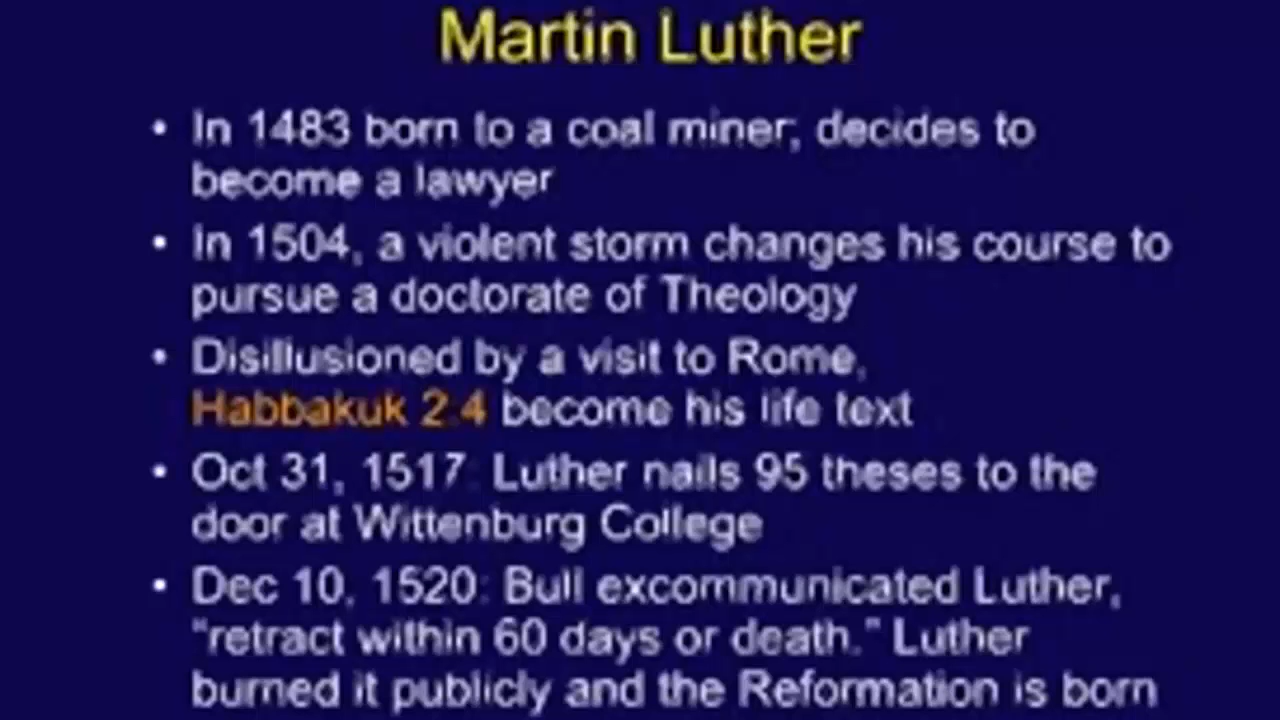 Martin Luther
• In 1483 born to a coal miner; decides to
become a lawyer
• In 1504, a violent storm changes his course to
pursue a doctorate of Theology
• Disillusioned by a visit to Rome,
Habbakuk 2:4 become his life text
• Oct 31, 1517: Luther nails 95 theses to the
door at Wittenburg College
• Dec 10, 1520: Bull excommunicated Luther,
"retract within 60 days or death." Luther
burned it publicly and the Reformation is born